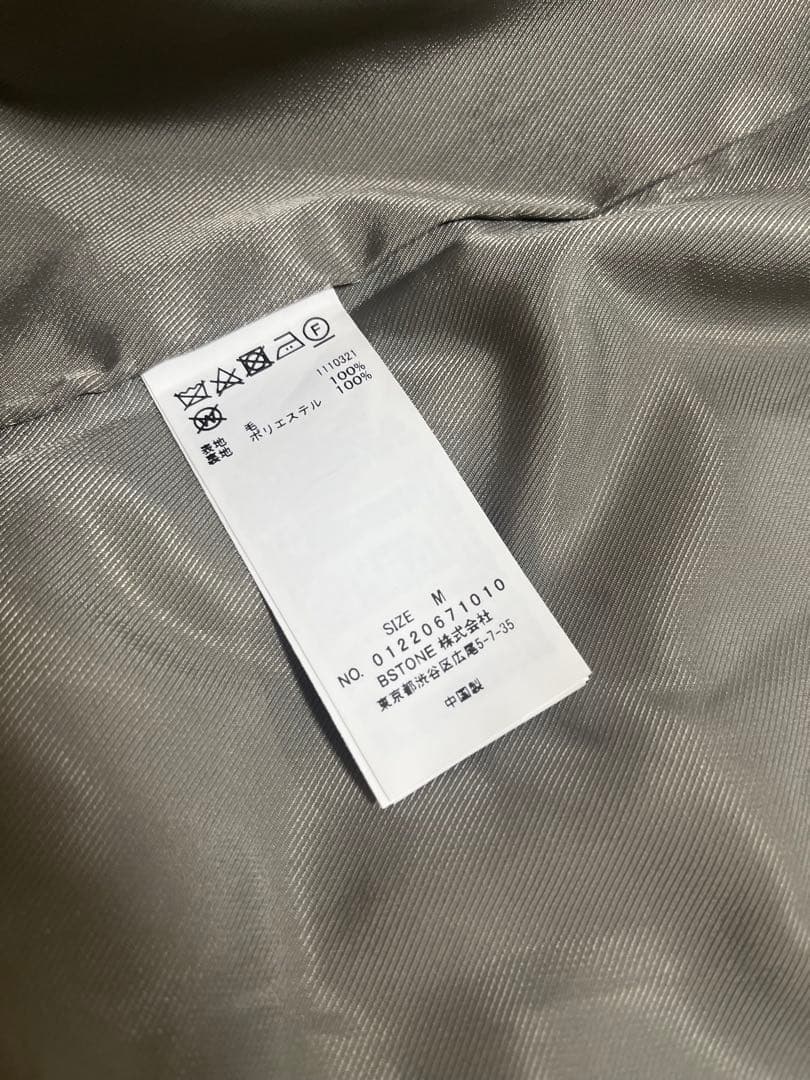 F
W
1110321
表地 毛 100%
裏地 ポリエステル 100%
SIZE M
NO. 01220671010
BSTONE 株式会社
東京都渋谷区広尾5-7-35
中国製